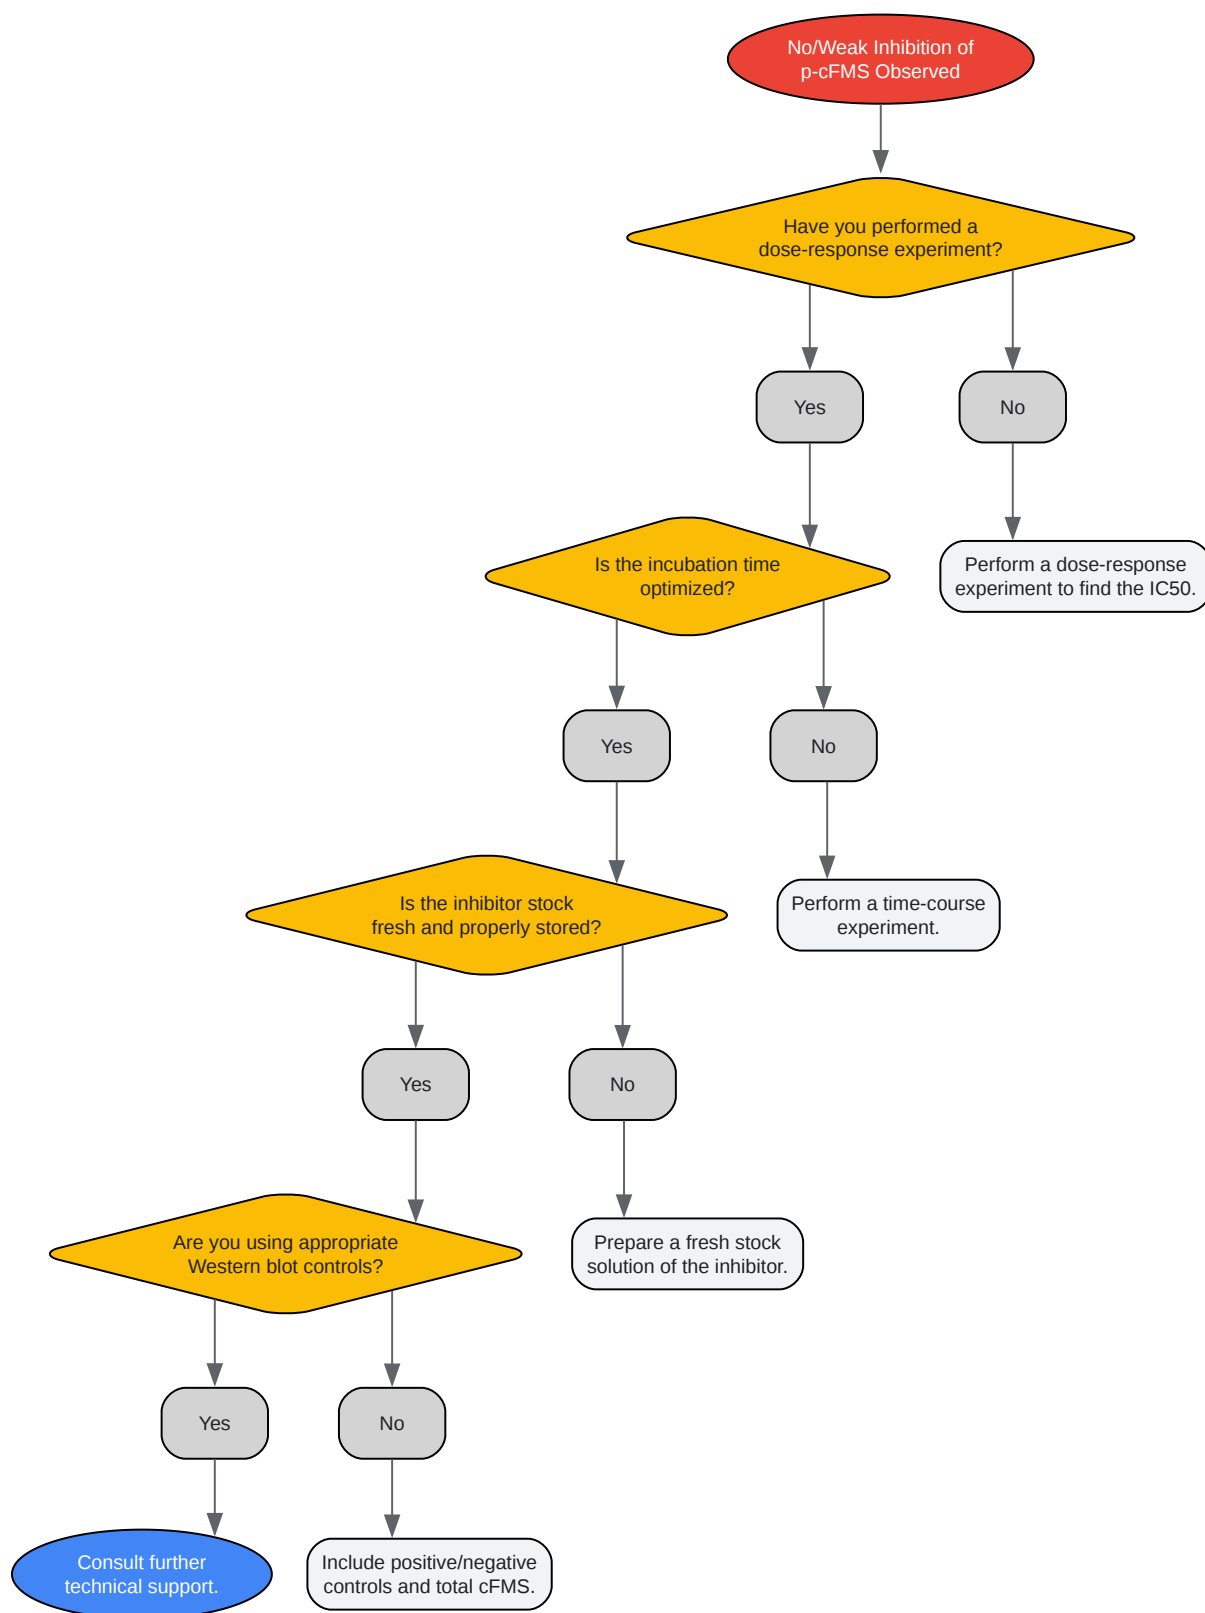 No/Weak Inhibition of
p-cFMS Observed
Have you performed a
dose-response experiment?
Yes
No
Is the incubation time
optimized?
Perform a dose-response
experiment to find the IC50.
Yes
No
Is the inhibitor stock
fresh and properly stored?
Perform a time-course
experiment.
Yes
No
Are you using appropriate
Western blot controls?
Prepare a fresh stock
solution of the inhibitor.
Yes
No
Consult further
technical support.
Include positive/negative
controls and total cFMS.